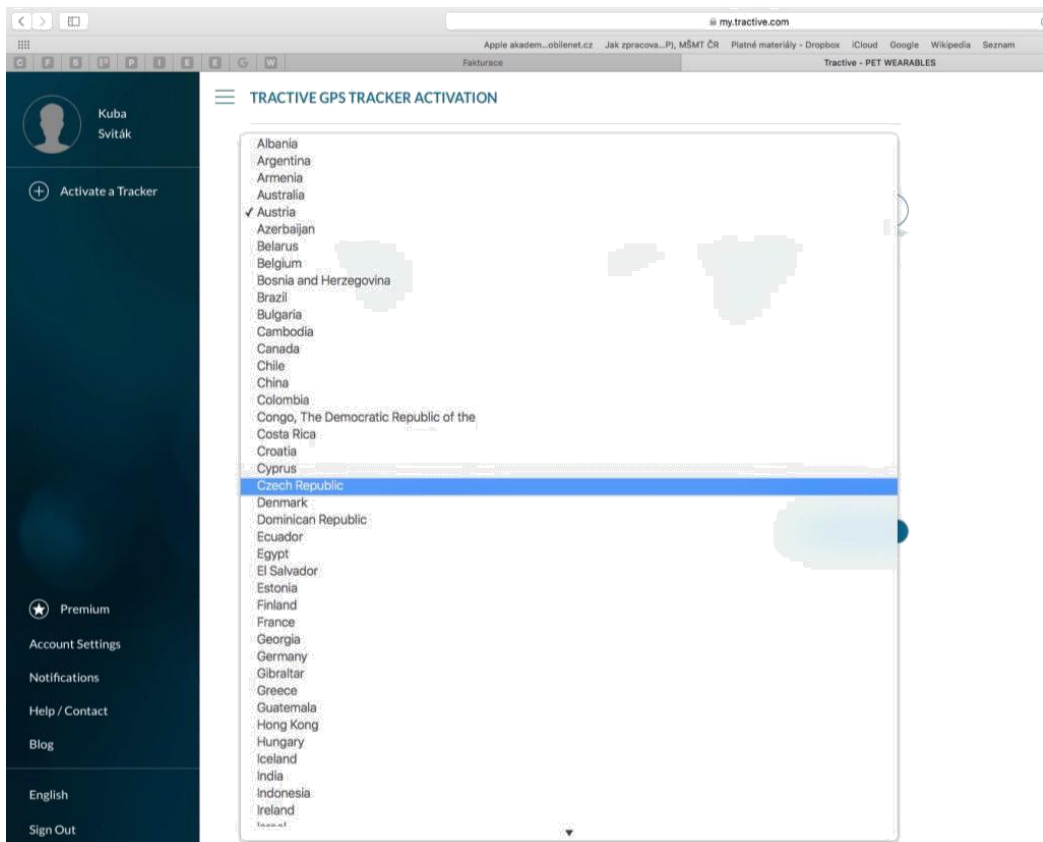 my.tractive.com
Apple akadem...obilenet.cz Jak zpracova...P), MŠMT ČR Platné materiály - Dropbox iCloud Google Wikipedia Seznam
Fakturace Tractive - PET WEARABLES
Kuba
Sviták
Activate a Tracker
Premium
Account Settings
Notifications
Help / Contact
Blog
English
Sign Out
TRACTIVE GPS TRACKER ACTIVATION
Albania
Argentina
Armenia
Australia
✓ Austria
Azerbaijan
Belarus
Belgium
Bosnia and Herzegovina
Brazil
Bulgaria
Cambodia
Canada
Chile
China
Colombia
Congo, The Democratic Republic of the
Costa Rica
Croatia
Cyprus
Czech Republic
Denmark
Dominican Republic
Ecuador
Egypt
El Salvador
Estonia
Finland
France
Georgia
Germany
Gibraltar
Greece
Guatemala
Hong Kong
Hungary
Iceland
India
Indonesia
Ireland